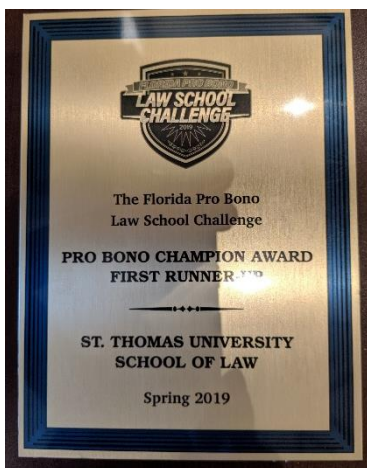 FLORIDA PRO BONO
LAW SCHOOL
CHALLENGE
2019
The Florida Pro Bono
Law School Challenge
PRO BONO CHAMPION AWARD
FIRST RUNNER-UP
ST. THOMAS UNIVERSITY
SCHOOL OF LAW
Spring 2019